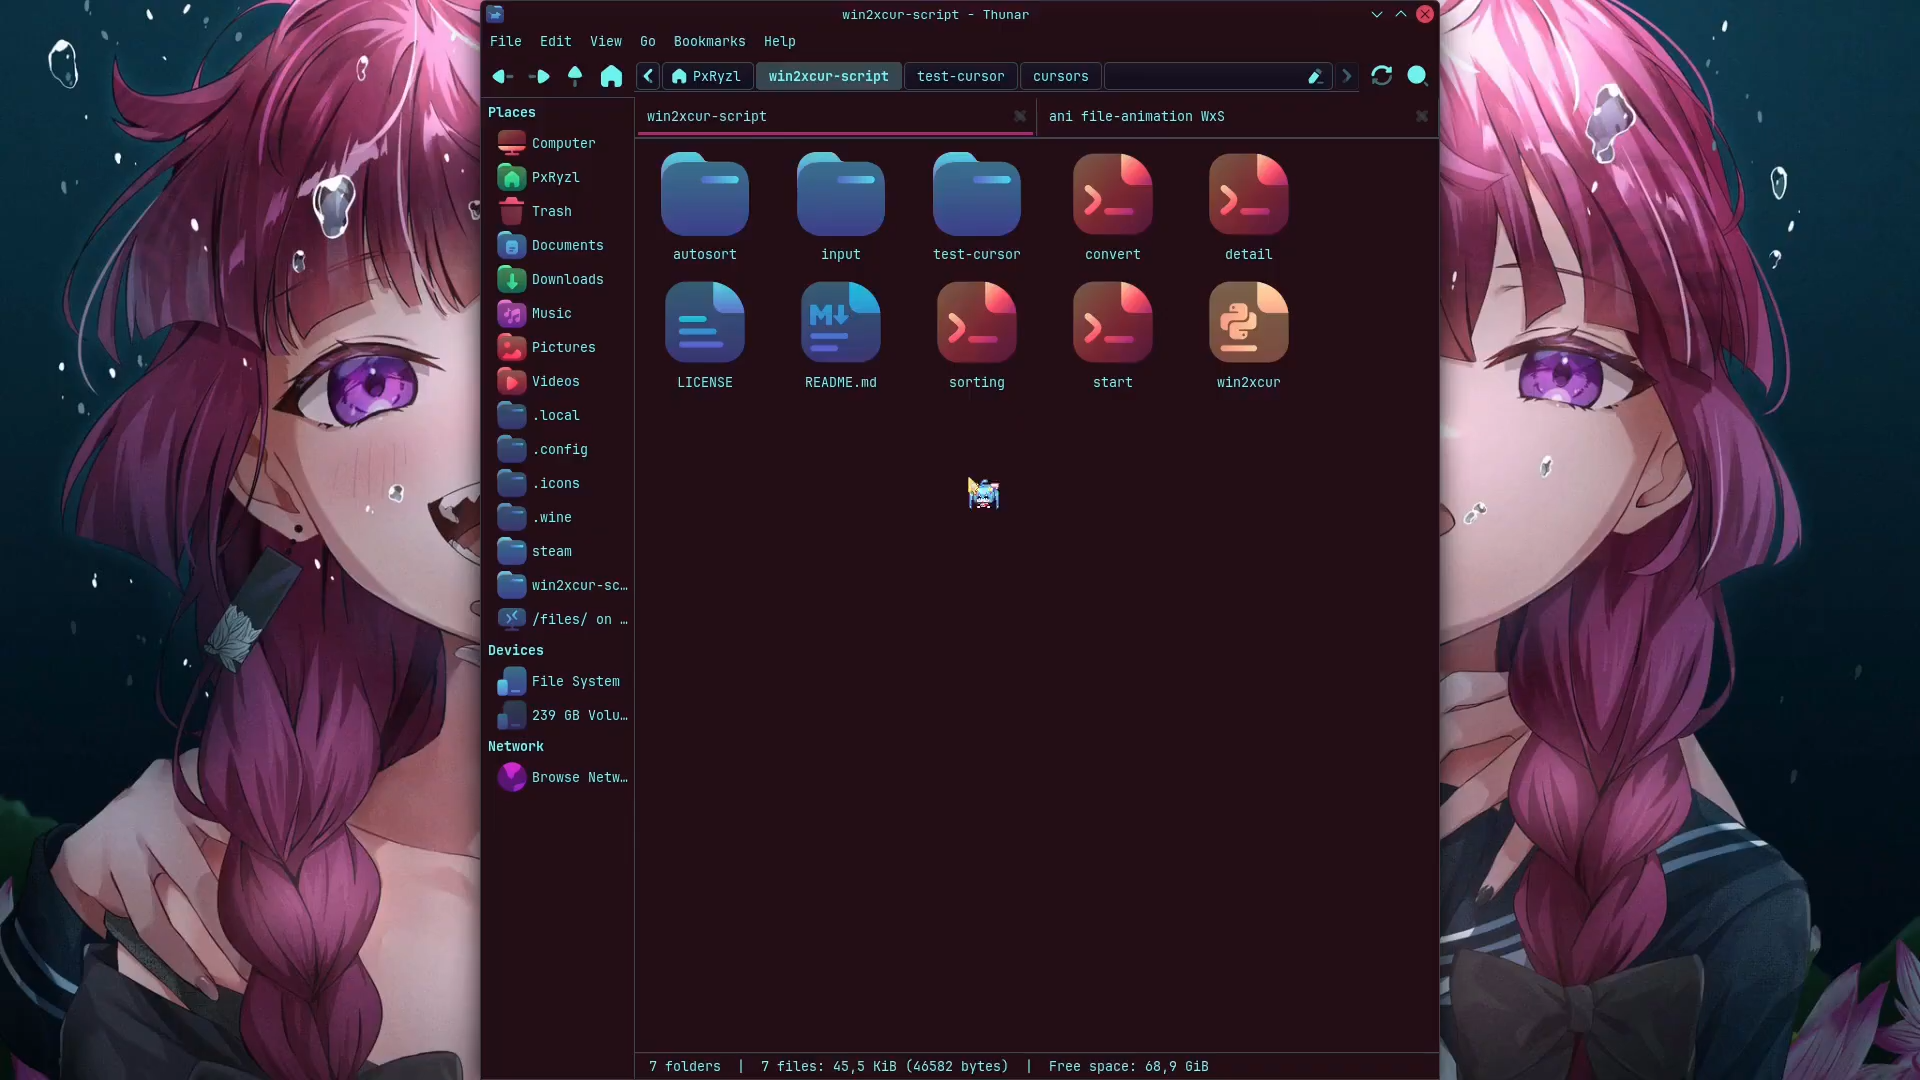 win2xcur-script - Thunar
File Edit View Go Bookmarks Help
PxRyzl win2xcur-script test-cursor cursors
Places
win2xcur-script ani file-animation WxS
Computer
PxRyzl
Trash
Documents
Downloads
Music
Pictures
Videos
.local
.config
.icons
.wine
steam
win2xcur-sc…
/files/ on …
Devices
File System
239 GB Volu…
Network
Browse Netw…
autosort input test-cursor convert detail
M
LICENSE README.md sorting start win2xcur
7 folders | 7 files: 45,5 KiB (46582 bytes) | Free space: 68,9 GiB